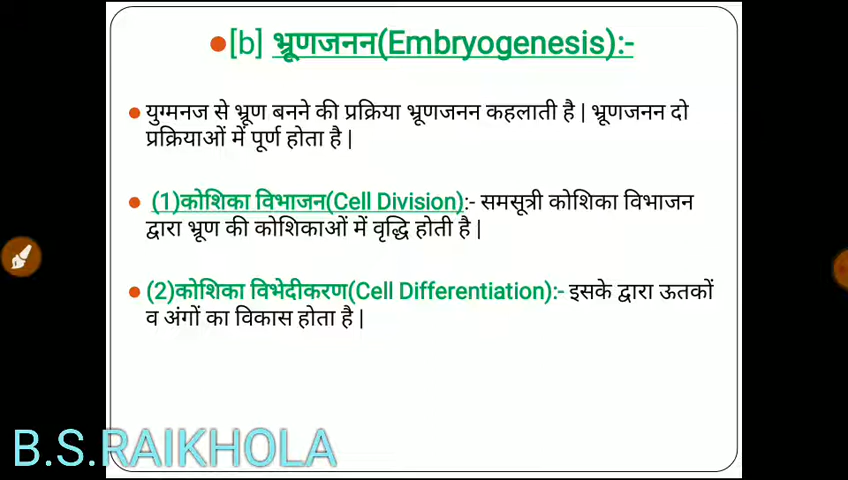 [b] भ्रूणजनन(Embryogenesis):-
युग्मनज से भ्रूण बनने की प्रक्रिया भ्रूणजनन कहलाती है | भ्रूणजनन दो
प्रक्रियाओं में पूर्ण होता है |
(1)कोशिका विभाजन(Cell Division):- समसूत्री कोशिका विभाजन
द्वारा भ्रूण की कोशिकाओं में वृद्धि होती है |
(2)कोशिका विभेदीकरण(Cell Differentiation):- इसके द्वारा ऊतकों
व अंगों का विकास होता है |
B.S.RAIKHOLA